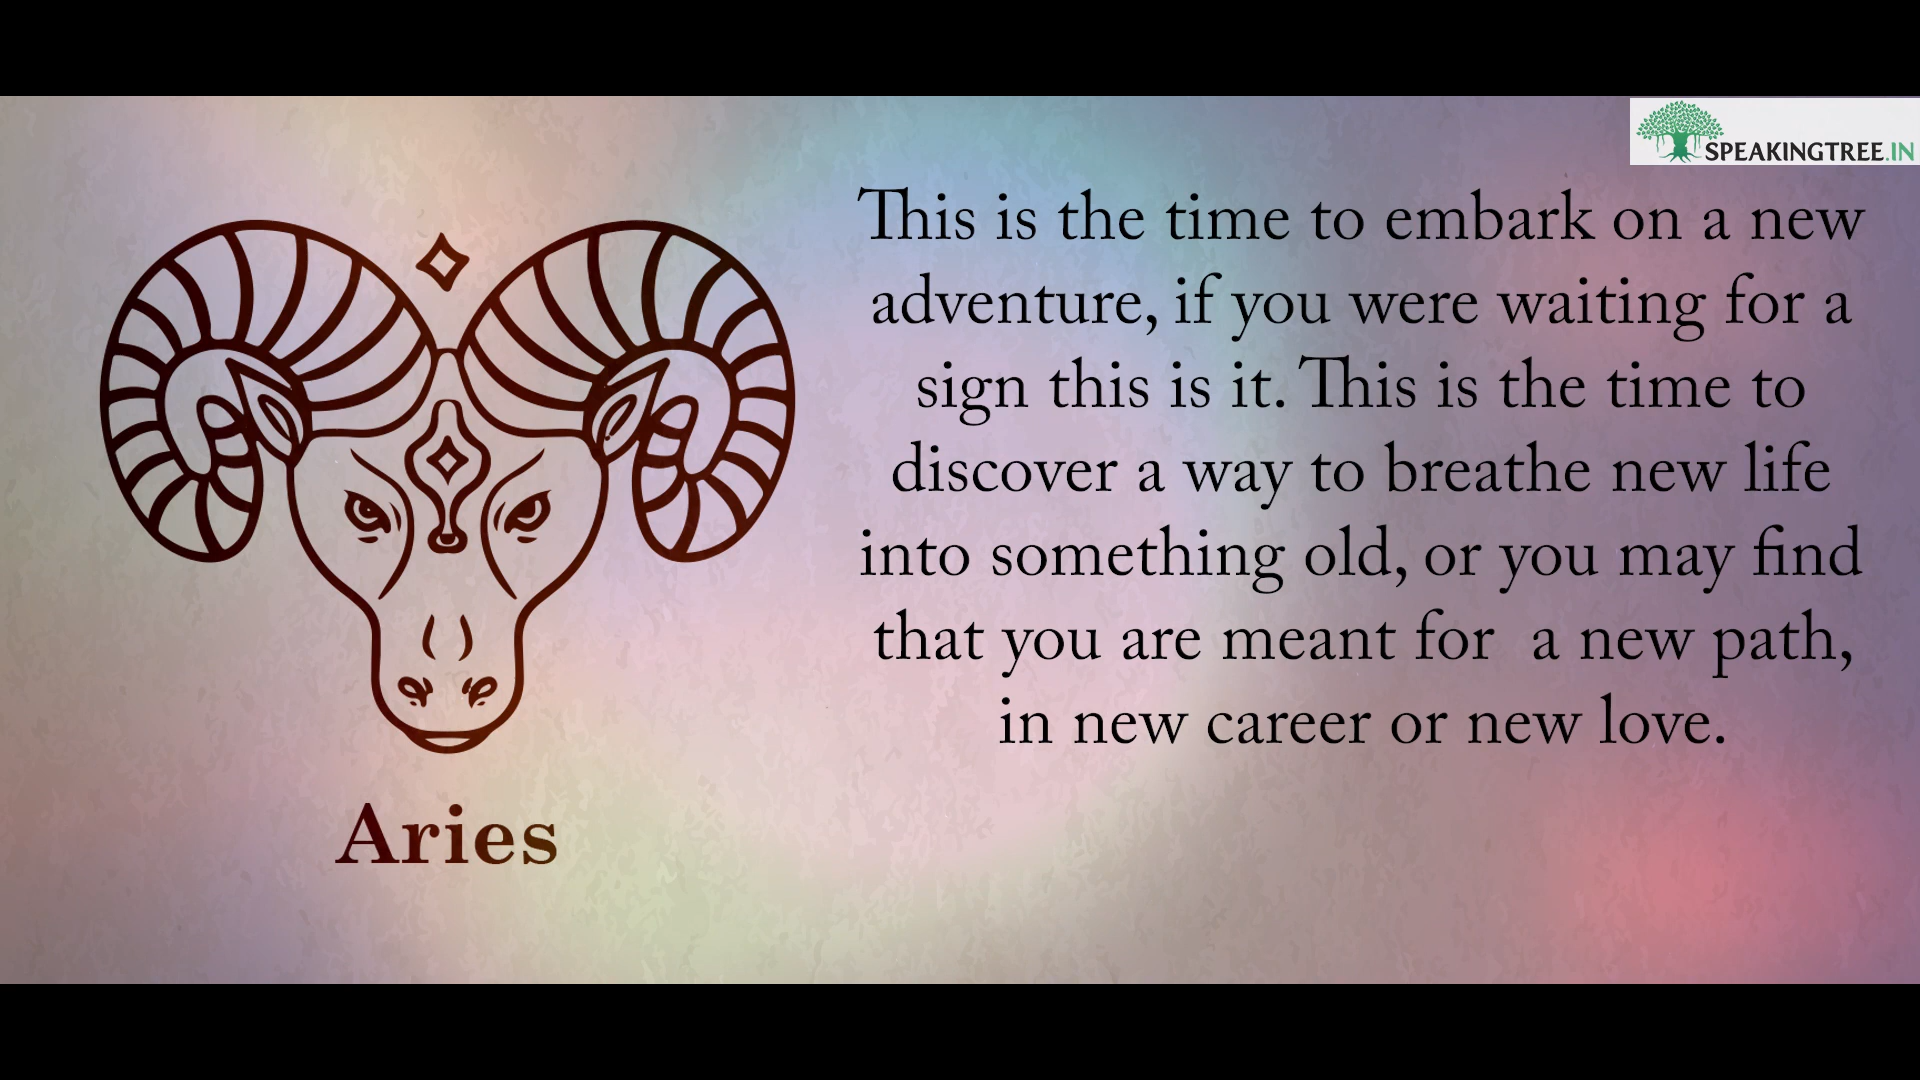 SPEAKINGTREE.IN
This is the time to embark on a new
adventure, if you were waiting for a
sign this is it. This is the time to
discover a way to breathe new life
into something old, or you may find
that you are meant for  a new path,
in new career or new love.
Aries